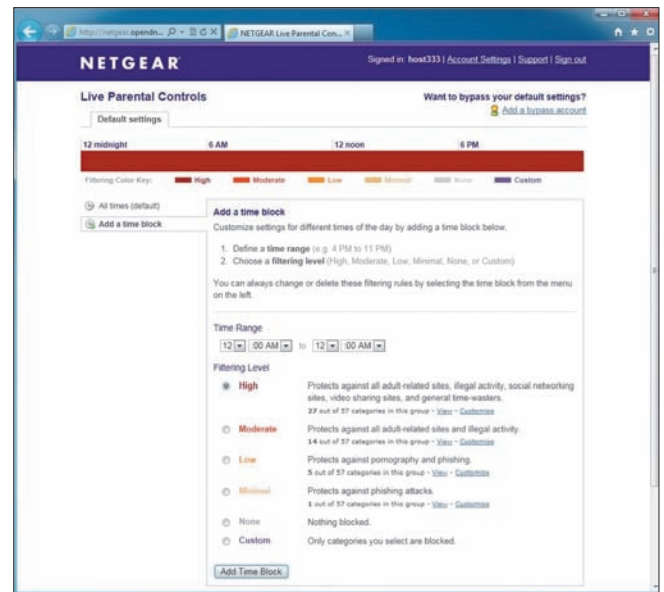 http://netgear.opendn...
NETGEAR Live Parental Con...
NETGEAR
Signed in: host333 | Account Settings | Support | Sign out
Live Parental Controls
Want to bypass your default settings?
Add a bypass account
Default settings
12 midnight 6 AM 12 noon 6 PM
Filtering Color Key: High Moderate Low Minimal None Custom
All times (default)
Add a time block
Add a time block
Customize settings for different times of the day by adding a time block below.
1. Define a time range (e.g. 4 PM to 11 PM)
2. Choose a filtering level (High, Moderate, Low, Minimal, None, or Custom)
You can always change or delete these filtering rules by selecting the time block from the menu
on the left.
Time Range
12 :00 AM to 12 :00 AM
Filtering Level
High Protects against all adult-related sites, illegal activity, social networking
sites, video sharing sites, and general time-wasters.
27 out of 57 categories in this group - View - Customize
Moderate Protects against all adult-related sites and illegal activity.
14 out of 57 categories in this group - View - Customize
Low Protects against pornography and phishing.
5 out of 57 categories in this group - View - Customize
Minimal Protects against phishing attacks.
1 out of 57 categories in this group - View - Customize
None Nothing blocked.
Custom Only categories you select are blocked.
Add Time Block